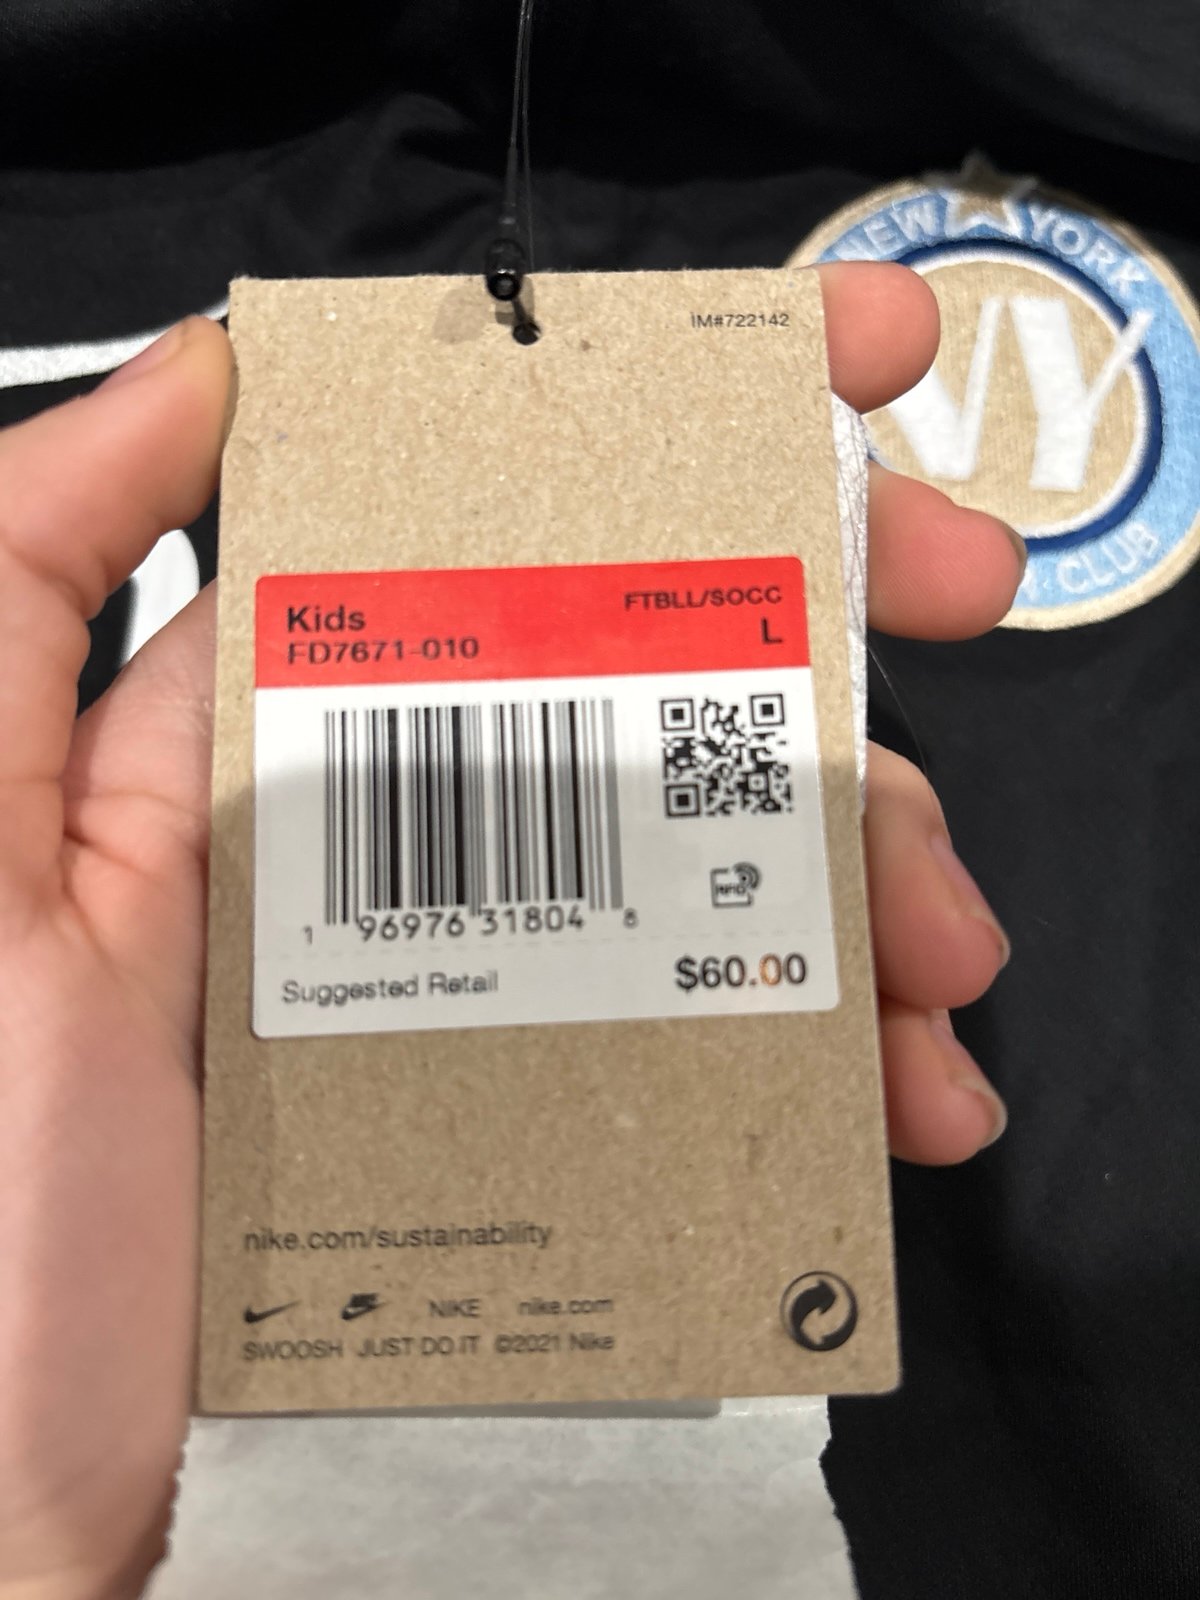 NEW YORK
NY
CLUB
IM#722142
Kids
FTBLL/SOCC
FD7671-010
L
1 96976 31804 8
RFID
Suggested Retail
$60.00
nike.com/sustainability
NIKE nike.com
SWOOSH JUST DO IT ©2021 Nike